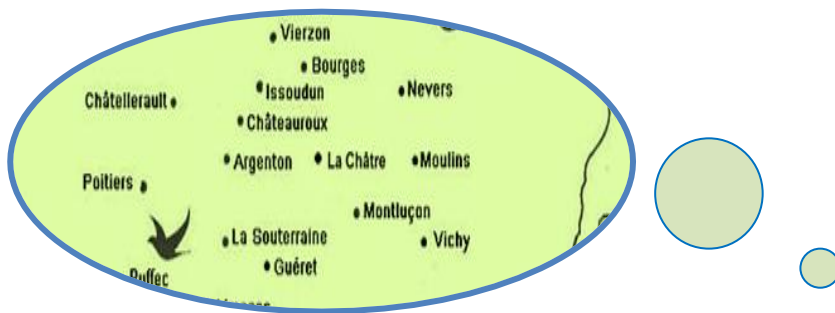 Vierzon
Bourges
Issoudun
Nevers
Châtellerault
Châteauroux
Argenton
La Châtre
Moulins
Poitiers
Montluçon
La Souterraine
Vichy
Guéret
Ruffec